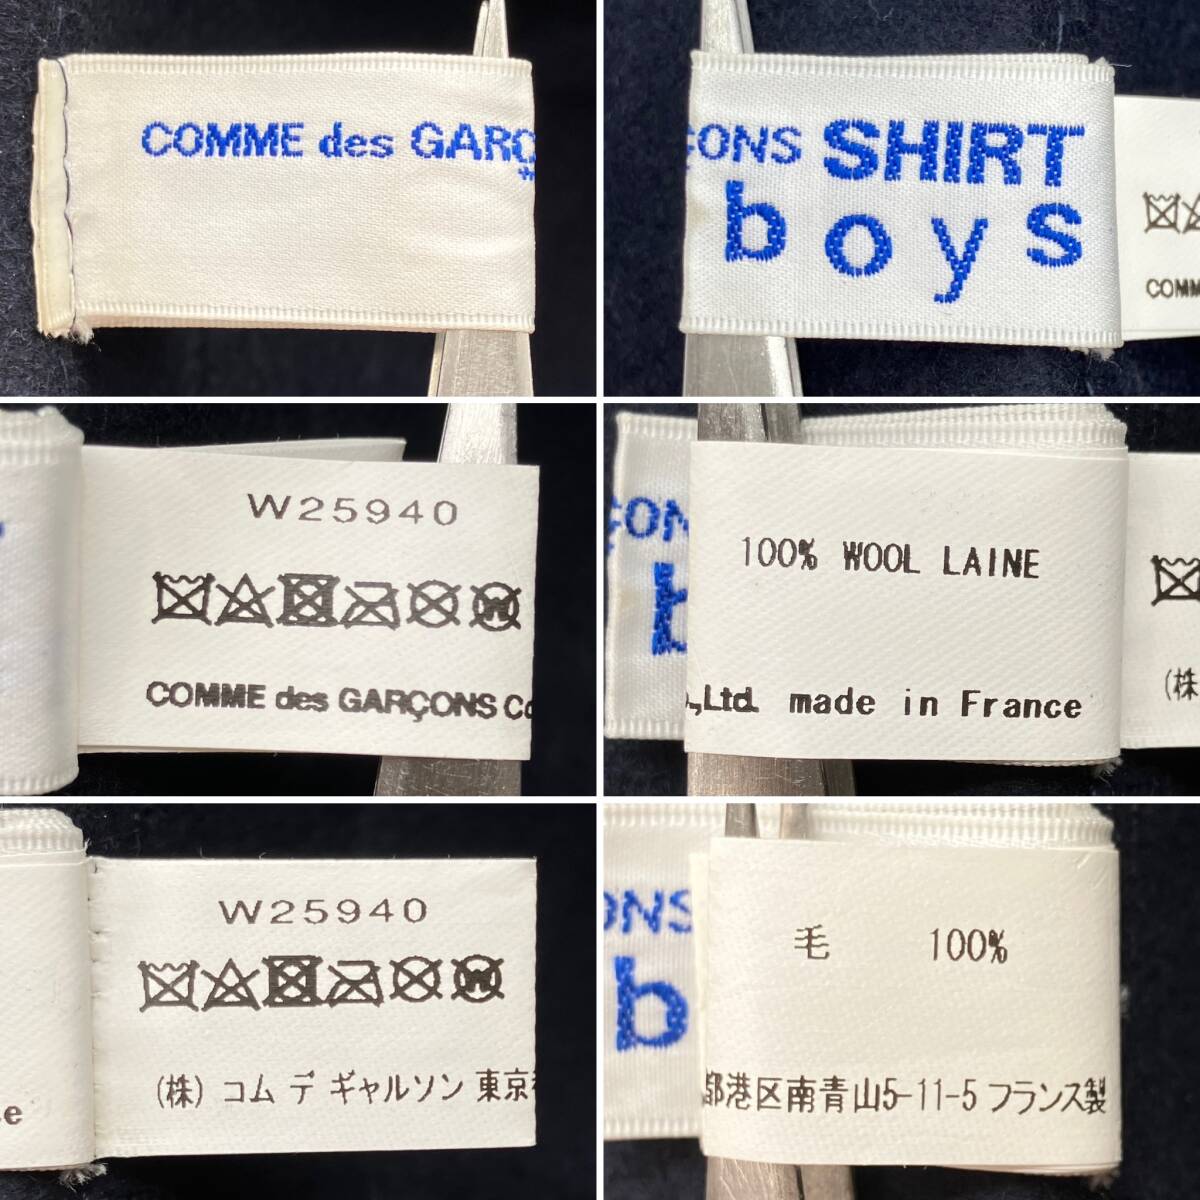 COMME des GARÇ
ÇONS SHIRT
boys
COMM
W25940
COMME des GARÇONS Co
ÇON
b
100% WOOL LAINE
.,Ltd. made in France
(株
W25940
(株) コム デ ギャルソン 東京
ONS
b
毛 100%
都港区南青山5-11-5 フランス製